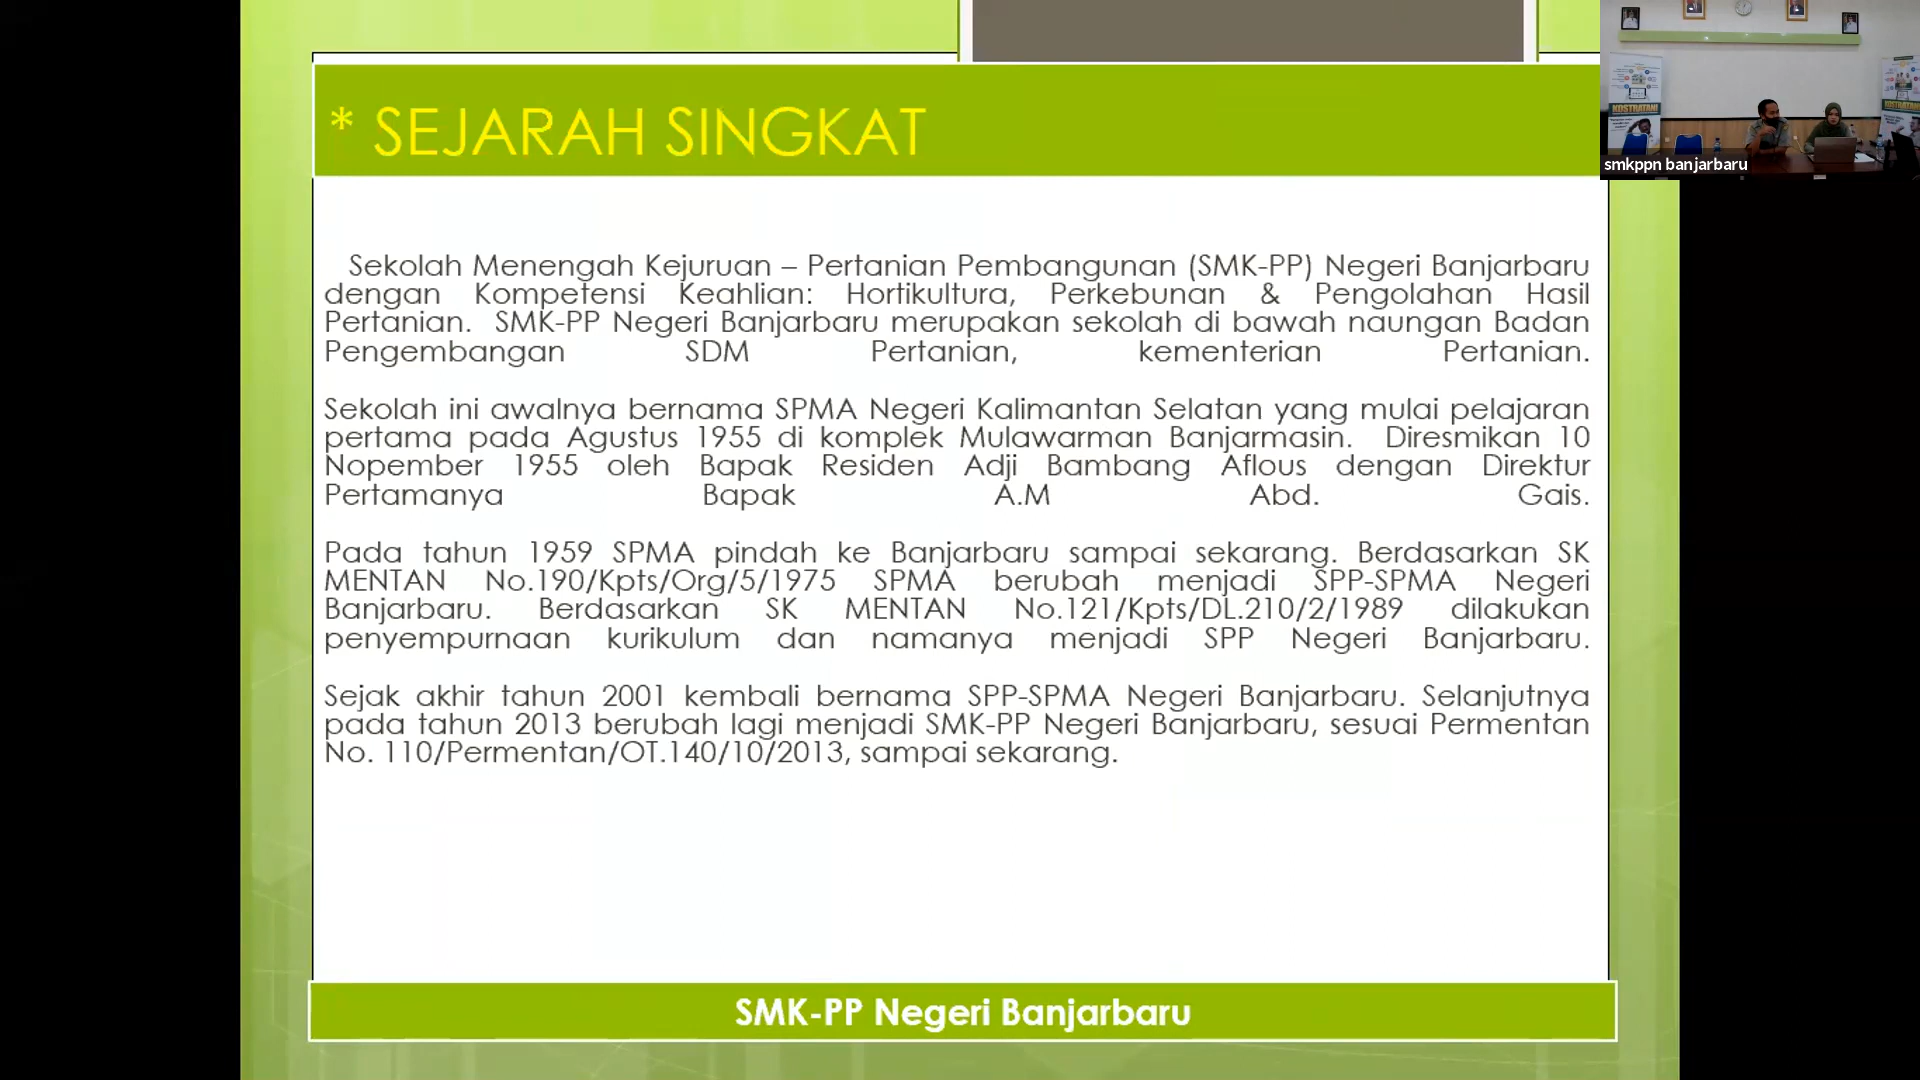 * SEJARAH SINGKAT
Sekolah Menengah Kejuruan – Pertanian Pembangunan (SMK-PP) Negeri Banjarbaru
dengan Kompetensi Keahlian: Hortikultura, Perkebunan & Pengolahan Hasil
Pertanian. SMK-PP Negeri Banjarbaru merupakan sekolah di bawah naungan Badan
Pengembangan SDM Pertanian, kementerian Pertanian.
Sekolah ini awalnya bernama SPMA Negeri Kalimantan Selatan yang mulai pelajaran
pertama pada Agustus 1955 di komplek Mulawarman Banjarmasin. Diresmikan 10
Nopember 1955 oleh Bapak Residen Adji Bambang Aflous dengan Direktur
Pertamanya Bapak A.M Abd. Gais.
Pada tahun 1959 SPMA pindah ke Banjarbaru sampai sekarang. Berdasarkan SK
MENTAN No.190/Kpts/Org/5/1975 SPMA berubah menjadi SPP-SPMA Negeri
Banjarbaru. Berdasarkan SK MENTAN No.121/Kpts/DL.210/2/1989 dilakukan
penyempurnaan kurikulum dan namanya menjadi SPP Negeri Banjarbaru.
Sejak akhir tahun 2001 kembali bernama SPP-SPMA Negeri Banjarbaru. Selanjutnya
pada tahun 2013 berubah lagi menjadi SMK-PP Negeri Banjarbaru, sesuai Permentan
No. 110/Permentan/OT.140/10/2013, sampai sekarang.
SMK-PP Negeri Banjarbaru
KOSTRATANI
KOSTRATANI
smkppn banjarbaru